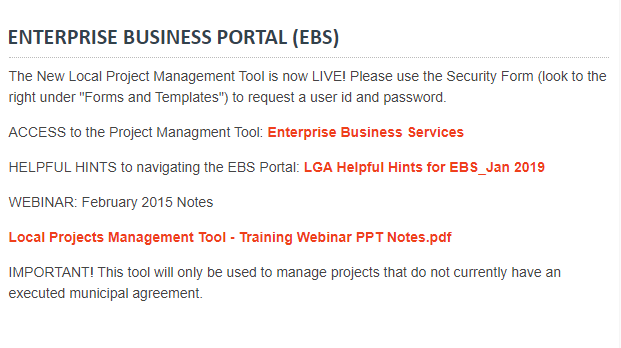 ENTERPRISE BUSINESS PORTAL (EBS)
The New Local Project Management Tool is now LIVE! Please use the Security Form (look to the
right under "Forms and Templates") to request a user id and password.
ACCESS to the Project Managment Tool: Enterprise Business Services
HELPFUL HINTS to navigating the EBS Portal: LGA Helpful Hints for EBS_Jan 2019
WEBINAR: February 2015 Notes
Local Projects Management Tool - Training Webinar PPT Notes.pdf
IMPORTANT! This tool will only be used to manage projects that do not currently have an
executed municipal agreement.